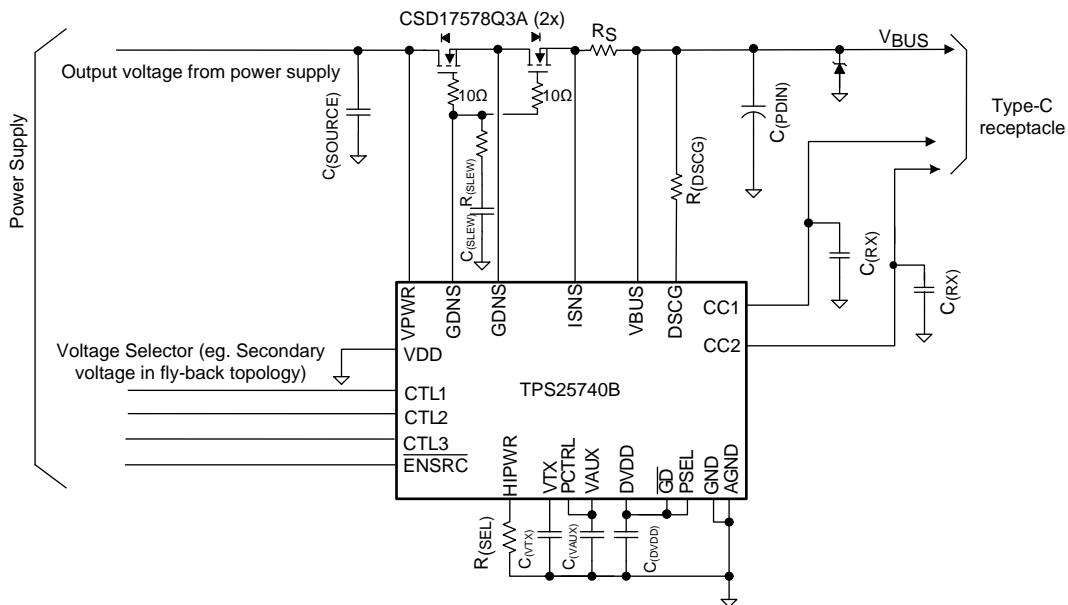 CSD17578Q3A (2x)
RS
VBUS
Output voltage from power supply
10Ω
10Ω
Type-C
receptacle
Power Supply
C(SOURCE)
R(SLEW)
C(SLEW)
R(DSCG)
C(PDIN)
C(RX)
C(RX)
VPWR
GDNS
GDNS
ISNS
VBUS
DSCG
CC1
CC2
Voltage Selector (eg. Secondary
voltage in fly-back topology)
VDD
TPS25740B
CTL1
CTL2
CTL3
ENSRC
HIPWR
VTX
PCTRL
VAUX
DVDD
GD
PSEL
GND
AGND
R(SEL)
C(VTX)
C(VAUX)
C(DVDD)